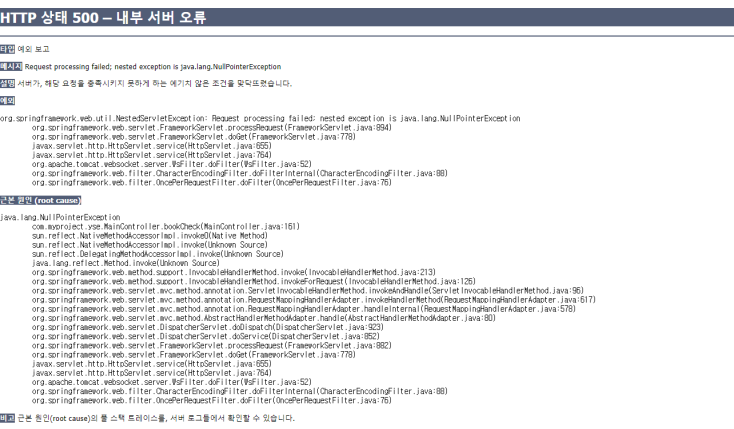 HTTP 상태 500 – 내부 서버 오류
타입 예외 보고
메시지 Request processing failed; nested exception is java.lang.NullPointerException
설명 서버가, 해당 요청을 충족시키지 못하게 하는 예기치 않은 조건을 맞닥뜨렸습니다.
예외
org.springframework.web.util.NestedServletException: Request processing failed; nested exception is java.lang.NullPointerException
org.springframework.web.servlet.FrameworkServlet.processRequest(FrameworkServlet.java:894)
org.springframework.web.servlet.FrameworkServlet.doGet(FrameworkServlet.java:778)
javax.servlet.http.HttpServlet.service(HttpServlet.java:655)
javax.servlet.http.HttpServlet.service(HttpServlet.java:764)
org.apache.tomcat.websocket.server.WsFilter.doFilter(WsFilter.java:52)
org.springframework.web.filter.CharacterEncodingFilter.doFilterInternal(CharacterEncodingFilter.java:88)
org.springframework.web.filter.OncePerRequestFilter.doFilter(OncePerRequestFilter.java:76)
근본 원인 (root cause)
java.lang.NullPointerException
com.myproject.yse.MainController.bookCheck(MainController.java:161)
sun.reflect.NativeMethodAccessorImpl.invoke0(Native Method)
sun.reflect.NativeMethodAccessorImpl.invoke(Unknown Source)
sun.reflect.DelegatingMethodAccessorImpl.invoke(Unknown Source)
java.lang.reflect.Method.invoke(Unknown Source)
org.springframework.web.method.support.InvocableHandlerMethod.invoke(InvocableHandlerMethod.java:213)
org.springframework.web.method.support.InvocableHandlerMethod.invokeForRequest(InvocableHandlerMethod.java:126)
org.springframework.web.servlet.mvc.method.annotation.ServletInvocableHandlerMethod.invokeAndHandle(ServletInvocableHandlerMethod.java:96)
org.springframework.web.servlet.mvc.method.annotation.RequestMappingHandlerAdapter.invokeHandlerMethod(RequestMappingHandlerAdapter.java:617)
org.springframework.web.servlet.mvc.method.annotation.RequestMappingHandlerAdapter.handleInternal(RequestMappingHandlerAdapter.java:578)
org.springframework.web.servlet.mvc.method.AbstractHandlerMethodAdapter.handle(AbstractHandlerMethodAdapter.java:80)
org.springframework.web.servlet.DispatcherServlet.doDispatch(DispatcherServlet.java:923)
org.springframework.web.servlet.DispatcherServlet.doService(DispatcherServlet.java:852)
org.springframework.web.servlet.FrameworkServlet.processRequest(FrameworkServlet.java:882)
org.springframework.web.servlet.FrameworkServlet.doGet(FrameworkServlet.java:778)
javax.servlet.http.HttpServlet.service(HttpServlet.java:655)
javax.servlet.http.HttpServlet.service(HttpServlet.java:764)
org.apache.tomcat.websocket.server.WsFilter.doFilter(WsFilter.java:52)
org.springframework.web.filter.CharacterEncodingFilter.doFilterInternal(CharacterEncodingFilter.java:88)
org.springframework.web.filter.OncePerRequestFilter.doFilter(OncePerRequestFilter.java:76)
비고 근본 원인(root cause)의 풀 스택 트레이스를, 서버 로그들에서 확인할 수 있습니다.